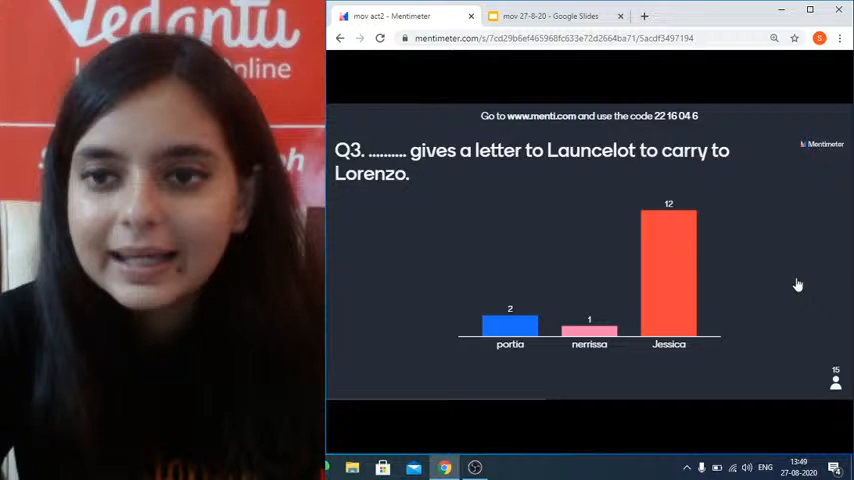 Vedantu
Online
mov act2 - Mentimeter
mov 27-8-20 - Google Slides
mentimeter.com/s/7cd29b6ef465968fc633e72d2664ba71/5acdf3497194
S
Go to www.menti.com and use the code 22 16 04 6
Mentimeter
Q3. .......... gives a letter to Launcelot to carry to
Lorenzo.
12
2
1
portia
nerrissa
Jessica
15
ENG
13:49
27-08-2020
4